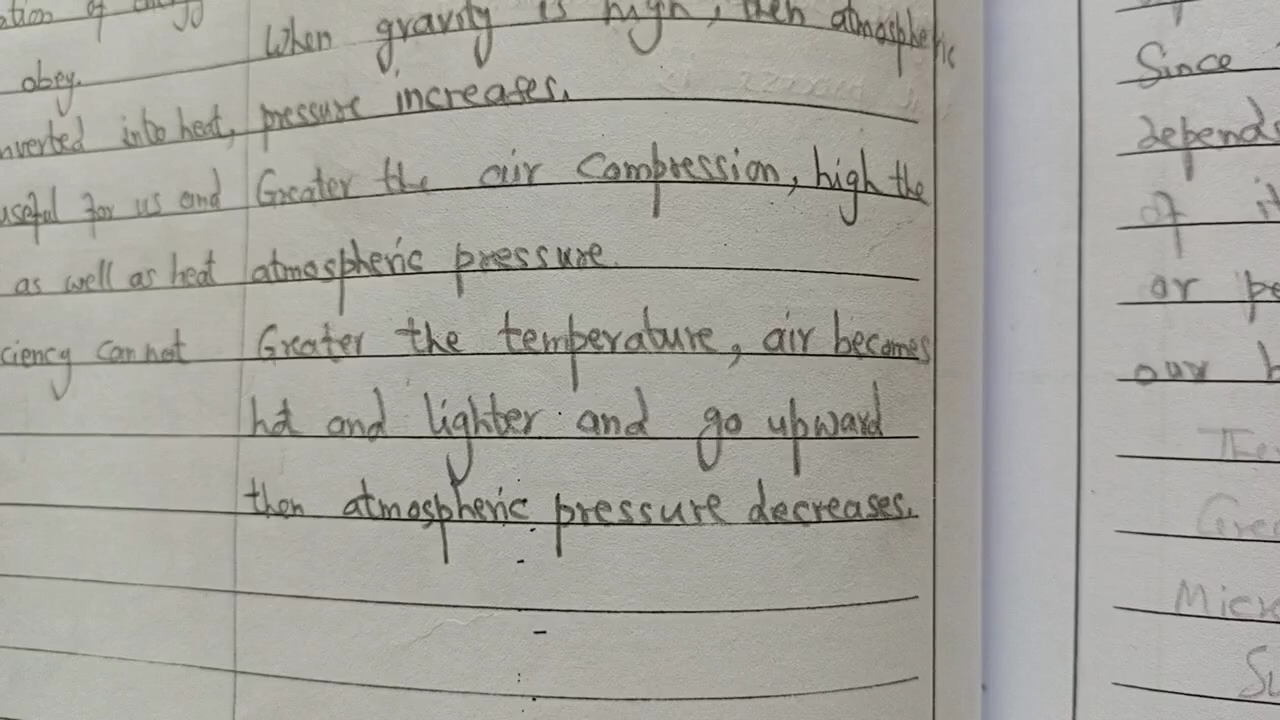 When gravity is high, then atmospheric
obey.
pressure increases.
nverted into heat,
Greater the air compression, high the
useful for us and
atmospheric pressure.
as well as heat
Greater the temperature, air becomes
ciency can not
hot and lighter and go upward
then atmospheric pressure decreases.
Since
depend
of it
or pe
our b